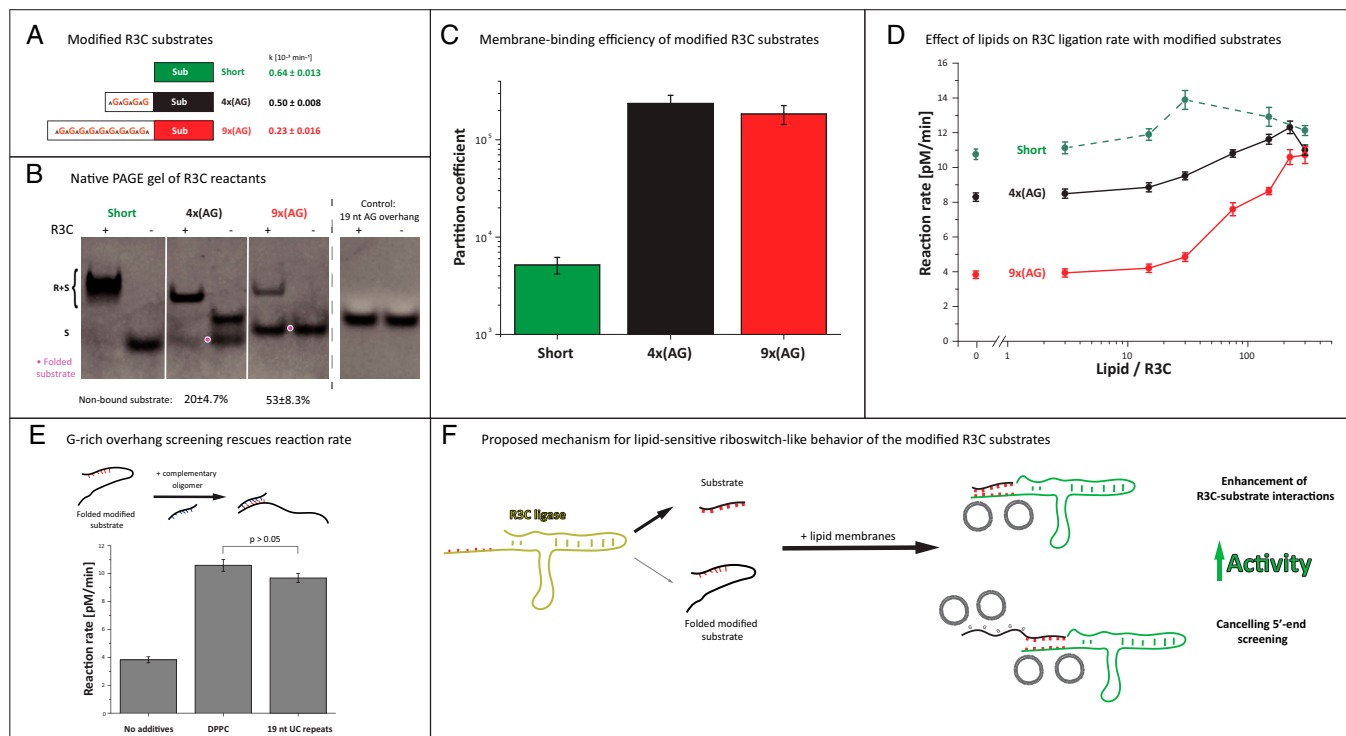 A Modified R3C substrates
k [10⁻³ min⁻¹]
Sub Short 0.64 ± 0.013
AGAGAGAG Sub 4x(AG) 0.50 ± 0.008
Sub 9x(AG) 0.23 ± 0.016
B Native PAGE gel of R3C reactants
Control:
Short 4x(AG) 9x(AG) 19 nt AG overhang
R3C + - + - + - + -
R+S
S
• Folded
substrate
Non-bound substrate: 20±4.7% 53±8.3%
C Membrane-binding efficiency of modified R3C substrates
Partition coefficient
10⁵
10⁴
10³
Short 4x(AG) 9x(AG)
D Effect of lipids on R3C ligation rate with modified substrates
Reaction rate [pM/min]
16
14
12
10
8
6
4
2
0
Short
4x(AG)
9x(AG)
0 1 10 100
Lipid / R3C
E G-rich overhang screening rescues reaction rate
+ complementary
oligomer
Folded modified
substrate
p > 0.05
Reaction rate [pM/min]
12
10
8
6
4
2
0
No additives DPPC 19 nt UC repeats
F Proposed mechanism for lipid-sensitive riboswitch-like behavior of the modified R3C substrates
R3C ligase
Substrate
Folded modified
substrate
+ lipid membranes
Enhancement of
R3C-substrate interactions
Activity
Cancelling 5'-end
screening